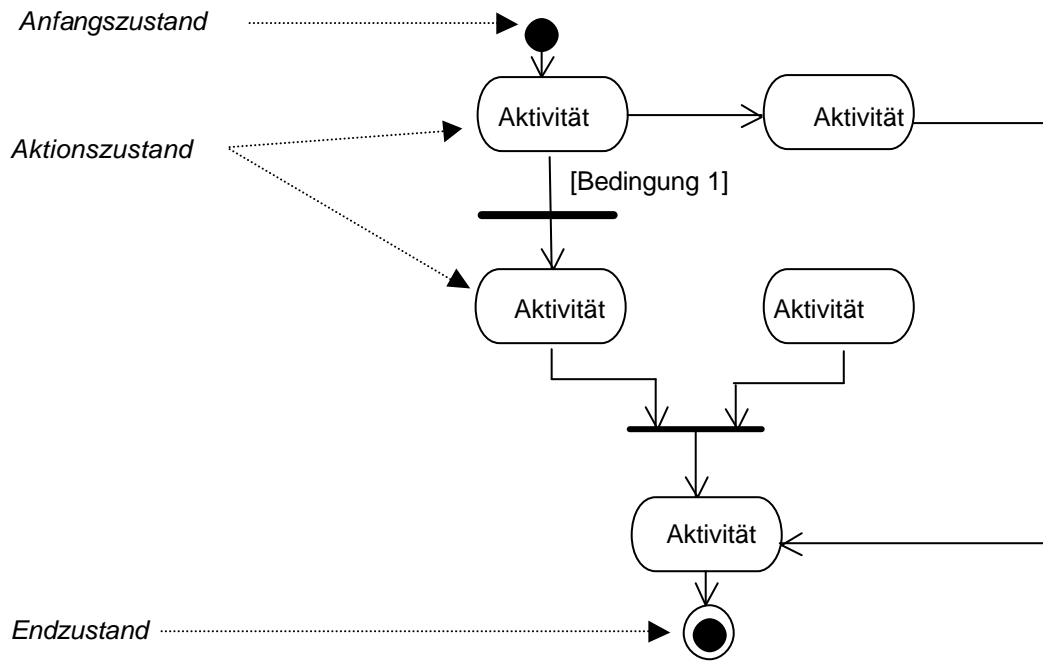 Anfangszustand
Aktivität
Aktivität
Aktionszustand
[Bedingung 1]
Aktivität
Aktivität
Aktivität
Endzustand